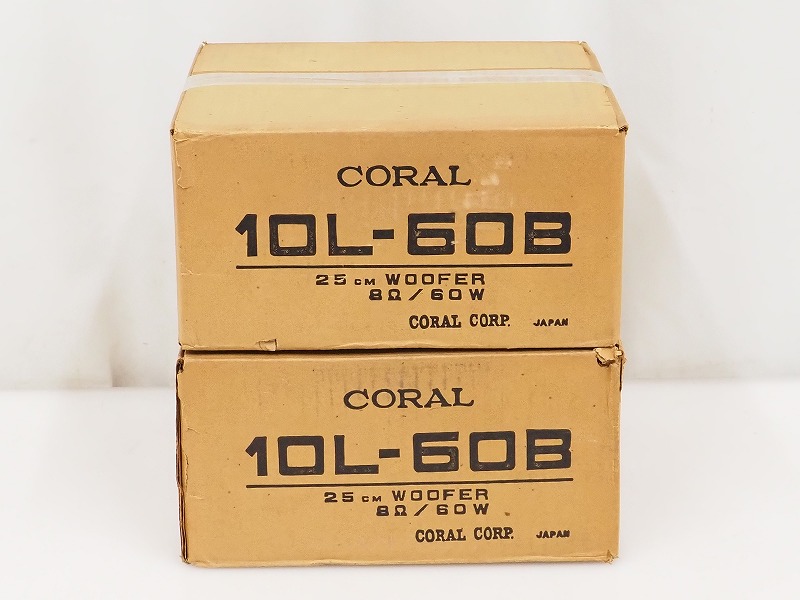 CORAL
10L-60B
25 CM WOOFER
8Ω/60W
CORAL CORP. JAPAN
CORAL
10L-60B
25 CM WOOFER
8Ω/60W
CORAL CORP. JAPAN